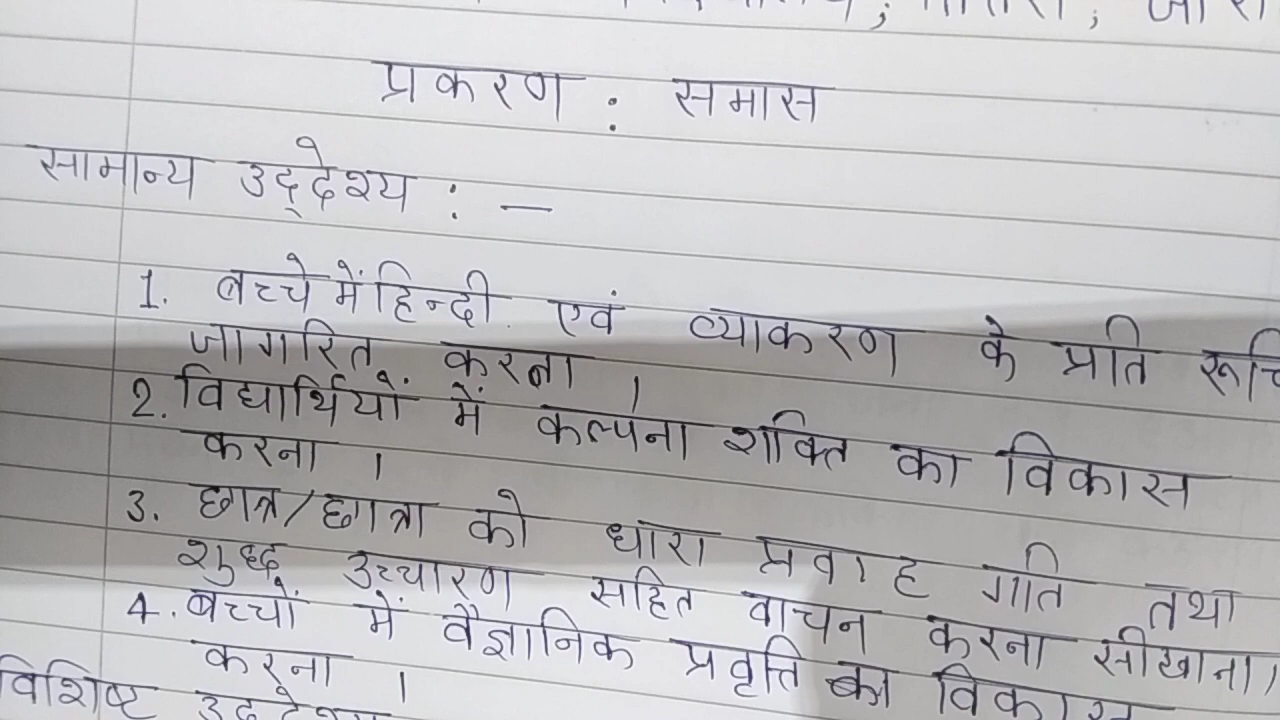 प्रकरण : समास
सामान्य उद्देश्य : —
1. बच्चे में हिन्दी एवं व्याकरण के प्रति रूचि
जागरित करना ।
2. विद्यार्थियों में कल्पना शक्ति का विकास
करना ।
3. छात्र/छात्रा को धारा प्रवाह गति तथा
शुद्ध उच्चारण सहित वाचन करना सीखाना।
4. बच्चों में वैज्ञानिक प्रवृत्ति का विकास
करना ।
विशिष्ट उद्देश्य